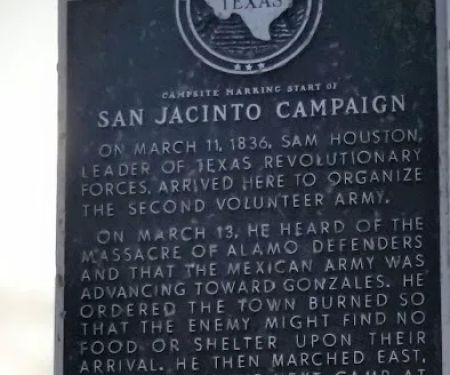 TEXAS
CAMPSITE MARKING START OF
SAN JACINTO CAMPAIGN
ON MARCH 11, 1836, SAM HOUSTON,
LEADER OF TEXAS REVOLUTIONARY
FORCES, ARRIVED HERE TO ORGANIZE
THE SECOND VOLUNTEER ARMY.
ON MARCH 13, HE HEARD OF THE
MASSACRE OF ALAMO DEFENDERS
AND THAT THE MEXICAN ARMY WAS
ADVANCING TOWARD GONZALES. HE
ORDERED THE TOWN BURNED SO
THAT THE ENEMY MIGHT FIND NO
FOOD OR SHELTER UPON THEIR
ARRIVAL. HE THEN MARCHED EAST,
NEXT CAMP AT